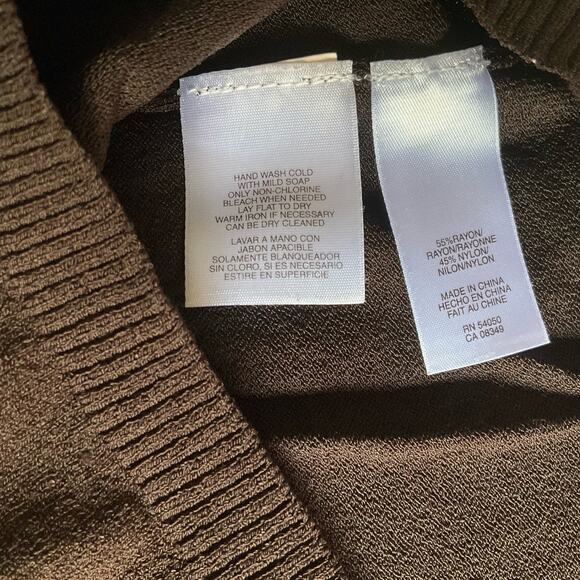 HAND WASH COLD
WITH MILD SOAP
ONLY NON-CHLORINE
BLEACH WHEN NEEDED
LAY FLAT TO DRY
WARM IRON IF NECESSARY
CAN BE DRY CLEANED
LAVAR A MANO CON
JABON APACIBLE
SOLAMENTE BLANQUEADOR
SIN CLORO, SI ES NECESARIO
ESTIRE EN SUPERFICIE
55%RAYON/
RAYON/RAYONNE
45% NYLON/
NILON/NYLON
MADE IN CHINA
HECHO EN CHINA
FAIT AU CHINE
RN 54050
CA 08349